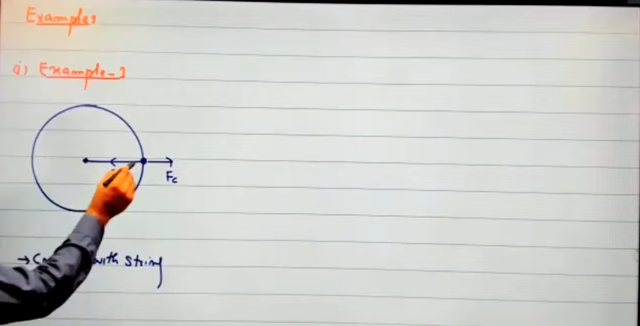 Examples
(i) Example-1
Fc
→ with string